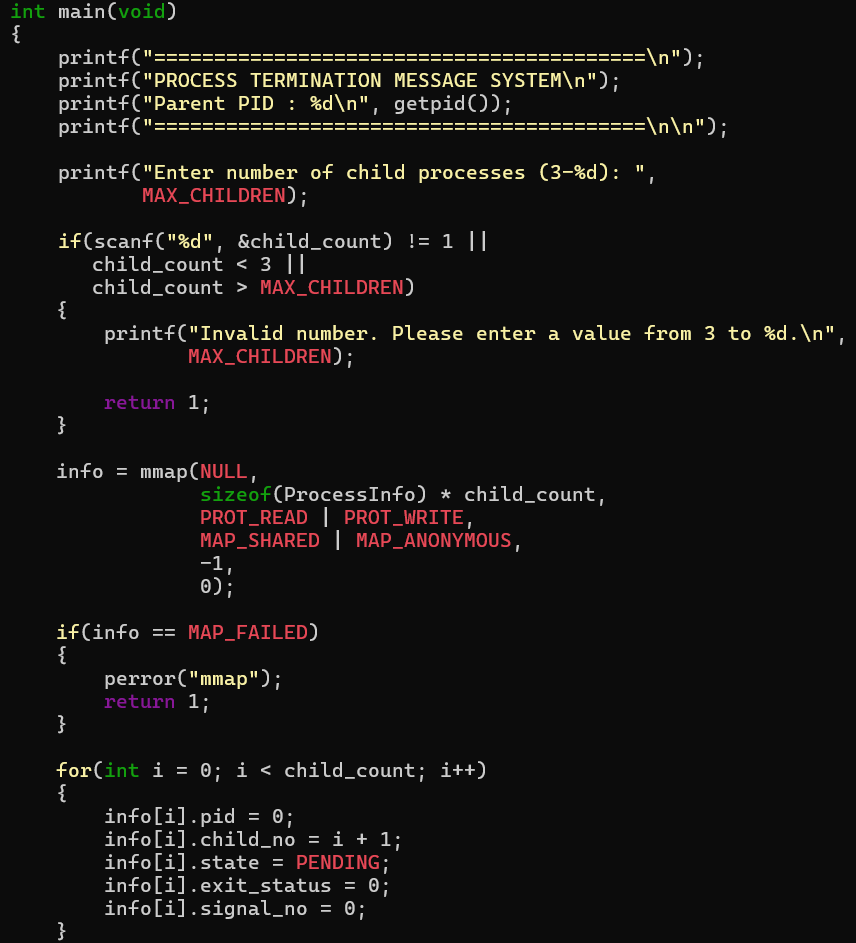 int main(void)
{
    printf("=========================================\n");
    printf("PROCESS TERMINATION MESSAGE SYSTEM\n");
    printf("Parent PID : %d\n", getpid());
    printf("=========================================\n\n");

    printf("Enter number of child processes (3-%d): ",
           MAX_CHILDREN);

    if(scanf("%d", &child_count) != 1 ||
       child_count < 3 ||
       child_count > MAX_CHILDREN)
    {
        printf("Invalid number. Please enter a value from 3 to %d.\n",
               MAX_CHILDREN);

        return 1;
    }

    info = mmap(NULL,
                sizeof(ProcessInfo) * child_count,
                PROT_READ | PROT_WRITE,
                MAP_SHARED | MAP_ANONYMOUS,
                -1,
                0);

    if(info == MAP_FAILED)
    {
        perror("mmap");
        return 1;
    }

    for(int i = 0; i < child_count; i++)
    {
        info[i].pid = 0;
        info[i].child_no = i + 1;
        info[i].state = PENDING;
        info[i].exit_status = 0;
        info[i].signal_no = 0;
    }